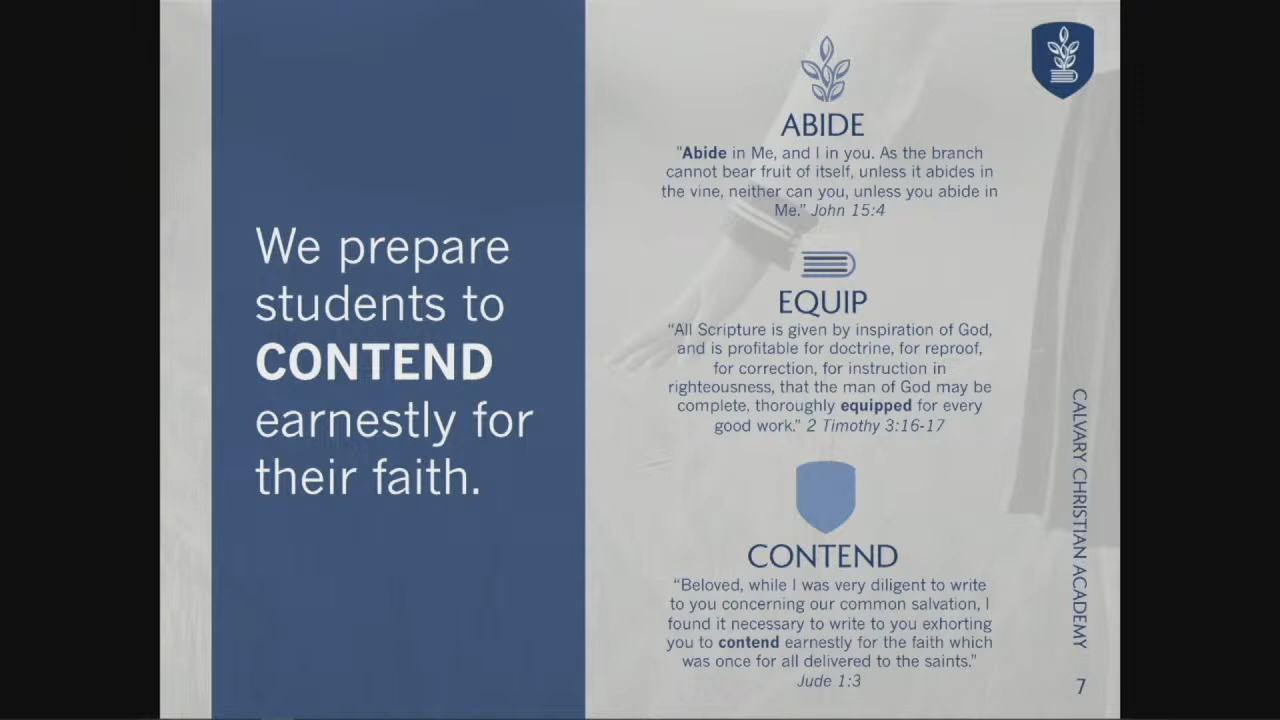 We prepare
students to
CONTEND
earnestly for
their faith.
ABIDE
"Abide in Me, and I in you. As the branch
cannot bear fruit of itself, unless it abides in
the vine, neither can you, unless you abide in
Me.” John 15:4
EQUIP
“All Scripture is given by inspiration of God,
and is profitable for doctrine, for reproof,
for correction, for instruction in
righteousness, that the man of God may be
complete, thoroughly equipped for every
good work.” 2 Timothy 3:16-17
CONTEND
“Beloved, while I was very diligent to write
to you concerning our common salvation, I
found it necessary to write to you exhorting
you to contend earnestly for the faith which
was once for all delivered to the saints.”
Jude 1:3
CALVARY CHRISTIAN ACADEMY
7